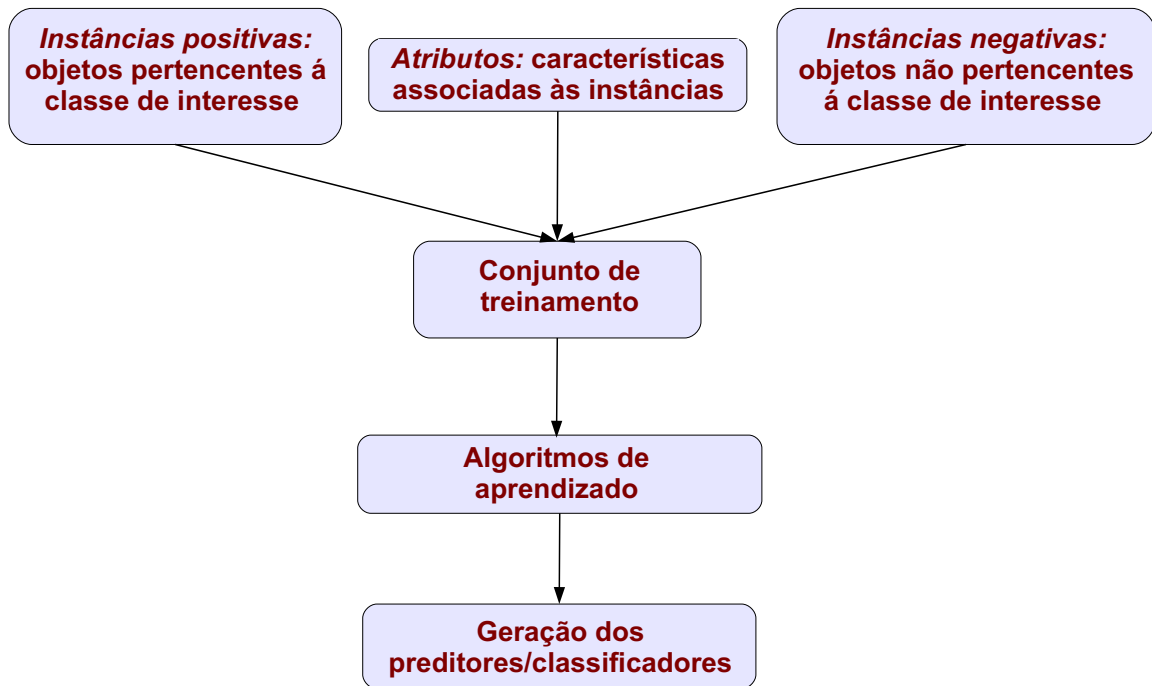 Instâncias positivas:
objetos pertencentes á
classe de interesse
Atributos: características
associadas às instâncias
Instâncias negativas:
objetos não pertencentes
á classe de interesse
Conjunto de
treinamento
Algoritmos de
aprendizado
Geração dos
preditores/classificadores